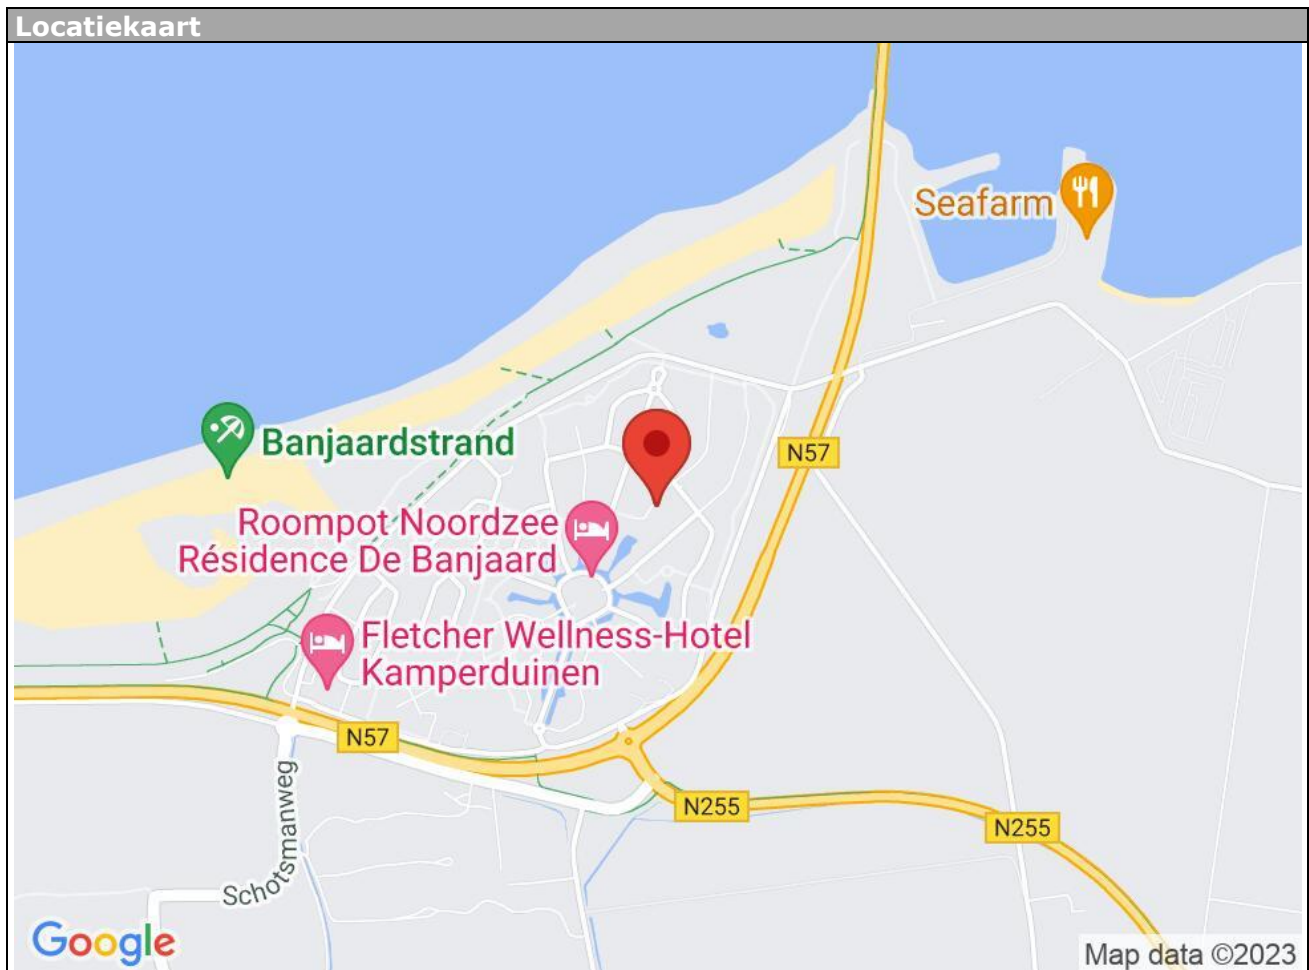 Locatiekaart
Seafarm
Banjaardstrand
N57
Roompot Noordzee
Résidence De Banjaard
Fletcher Wellness-Hotel
Kamperduinen
N57
N255
N255
Schotsmanweg
Google
Map data ©2023